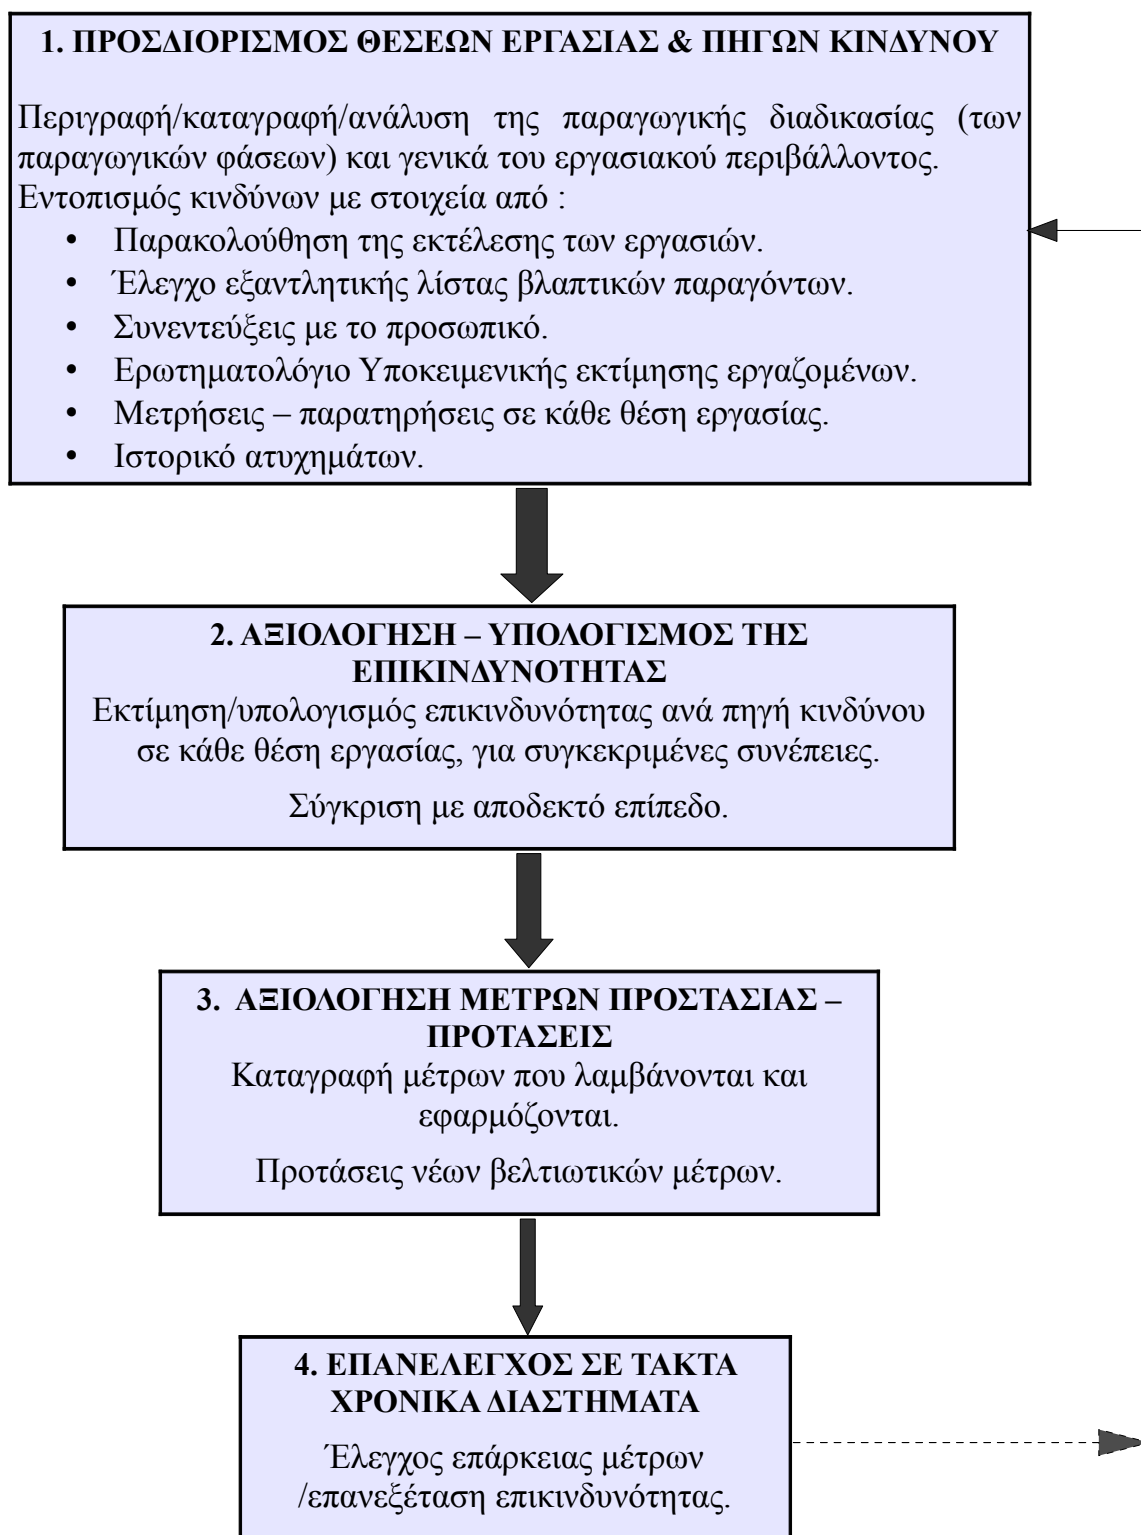 1. ΠΡΟΣΔΙΟΡΙΣΜΟΣ ΘΕΣΕΩΝ ΕΡΓΑΣΙΑΣ & ΠΗΓΩΝ ΚΙΝΔΥΝΟΥ
Περιγραφή/καταγραφή/ανάλυση της παραγωγικής διαδικασίας (των
παραγωγικών φάσεων) και γενικά του εργασιακού περιβάλλοντος.
Εντοπισμός κινδύνων με στοιχεία από :
• Παρακολούθηση της εκτέλεσης των εργασιών.
• Έλεγχο εξαντλητικής λίστας βλαπτικών παραγόντων.
• Συνεντεύξεις με το προσωπικό.
• Ερωτηματολόγιο Υποκειμενικής εκτίμησης εργαζομένων.
• Μετρήσεις – παρατηρήσεις σε κάθε θέση εργασίας.
• Ιστορικό ατυχημάτων.
2. ΑΞΙΟΛΟΓΗΣΗ – ΥΠΟΛΟΓΙΣΜΟΣ ΤΗΣ
ΕΠΙΚΙΝΔΥΝΟΤΗΤΑΣ
Εκτίμηση/υπολογισμός επικινδυνότητας ανά πηγή κινδύνου
σε κάθε θέση εργασίας, για συγκεκριμένες συνέπειες.
Σύγκριση με αποδεκτό επίπεδο.
3. ΑΞΙΟΛΟΓΗΣΗ ΜΕΤΡΩΝ ΠΡΟΣΤΑΣΙΑΣ –
ΠΡΟΤΑΣΕΙΣ
Καταγραφή μέτρων που λαμβάνονται και
εφαρμόζονται.
Προτάσεις νέων βελτιωτικών μέτρων.
4. ΕΠΑΝΕΛΕΓΧΟΣ ΣΕ ΤΑΚΤΑ
ΧΡΟΝΙΚΑ ΔΙΑΣΤΗΜΑΤΑ
Έλεγχος επάρκειας μέτρων
/επανεξέταση επικινδυνότητας.